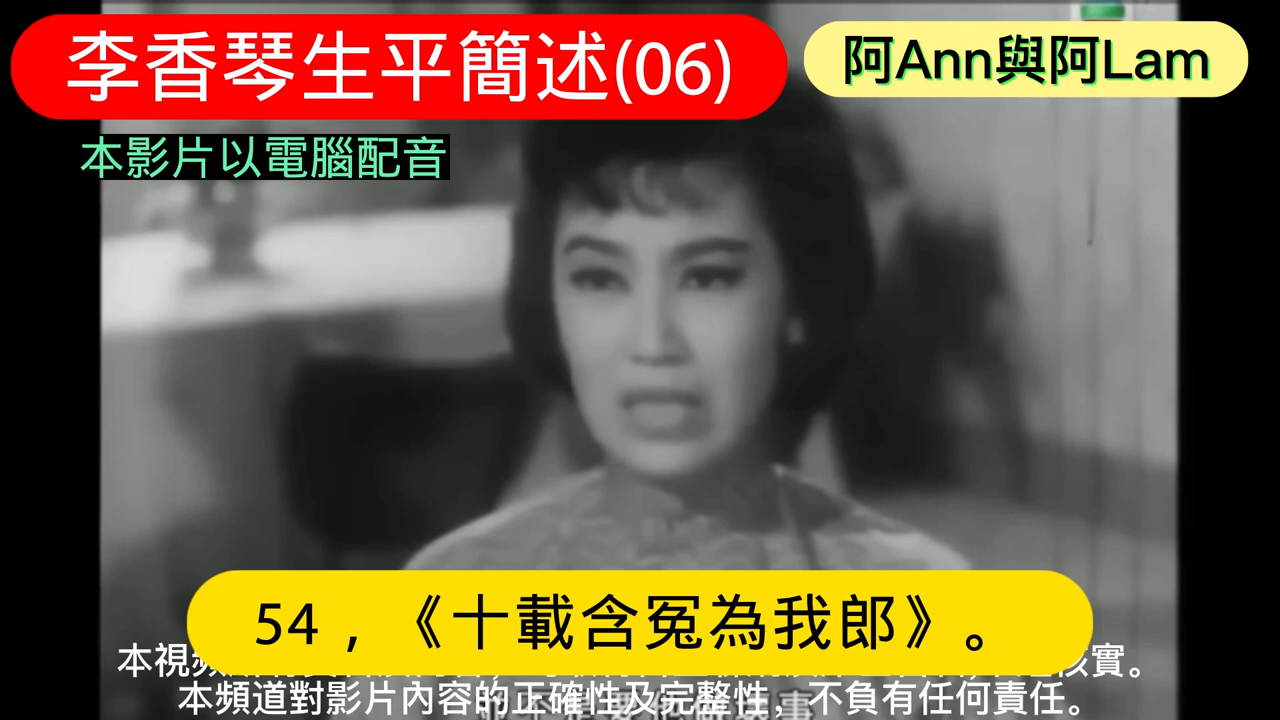 李香琴生平簡述(06)
阿Ann與阿Lam
本影片以電腦配音
54，《十載含冤為我郎》。
本視頻 核實。
本頻道對影片內容的正確性及完整性，不負有任何責任。